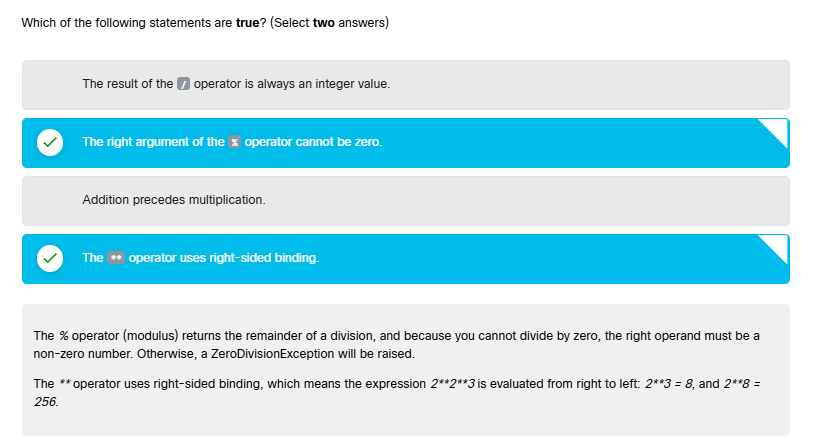 Which of the following statements are true? (Select two answers)
The result of the / operator is always an integer value.
The right argument of the % operator cannot be zero.
Addition precedes multiplication.
The ** operator uses right-sided binding.
The % operator (modulus) returns the remainder of a division, and because you cannot divide by zero, the right operand must be a
non-zero number. Otherwise, a ZeroDivisionException will be raised.
The ** operator uses right-sided binding, which means the expression 2**2**3 is evaluated from right to left: 2**3 = 8, and 2**8 =
256.